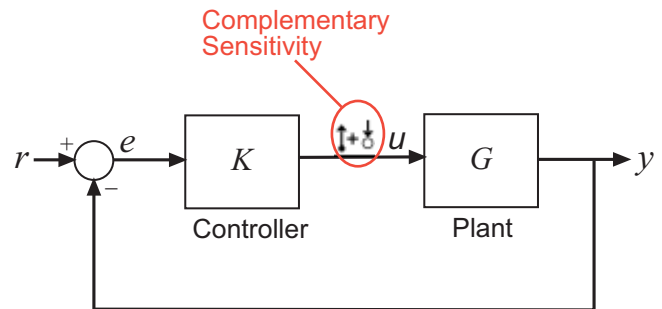 Complementary
Sensitivity
r
+
−
e
K
Controller
+
u
G
Plant
y